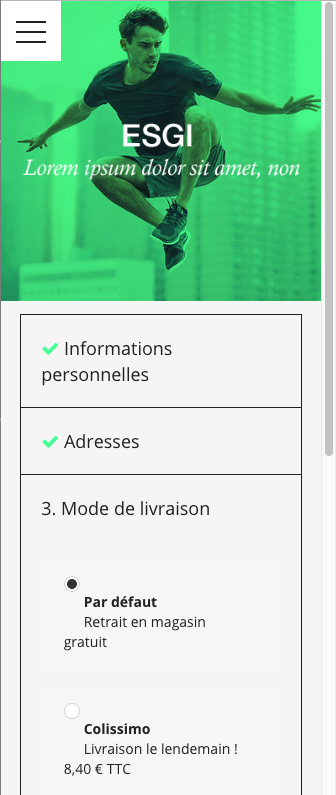 ESGI
Lorem ipsum dolor sit amet, non
Informations
personnelles
Adresses
3. Mode de livraison
Par défaut
Retrait en magasin
gratuit
Colissimo
Livraison le lendemain !
8,40 € TTC